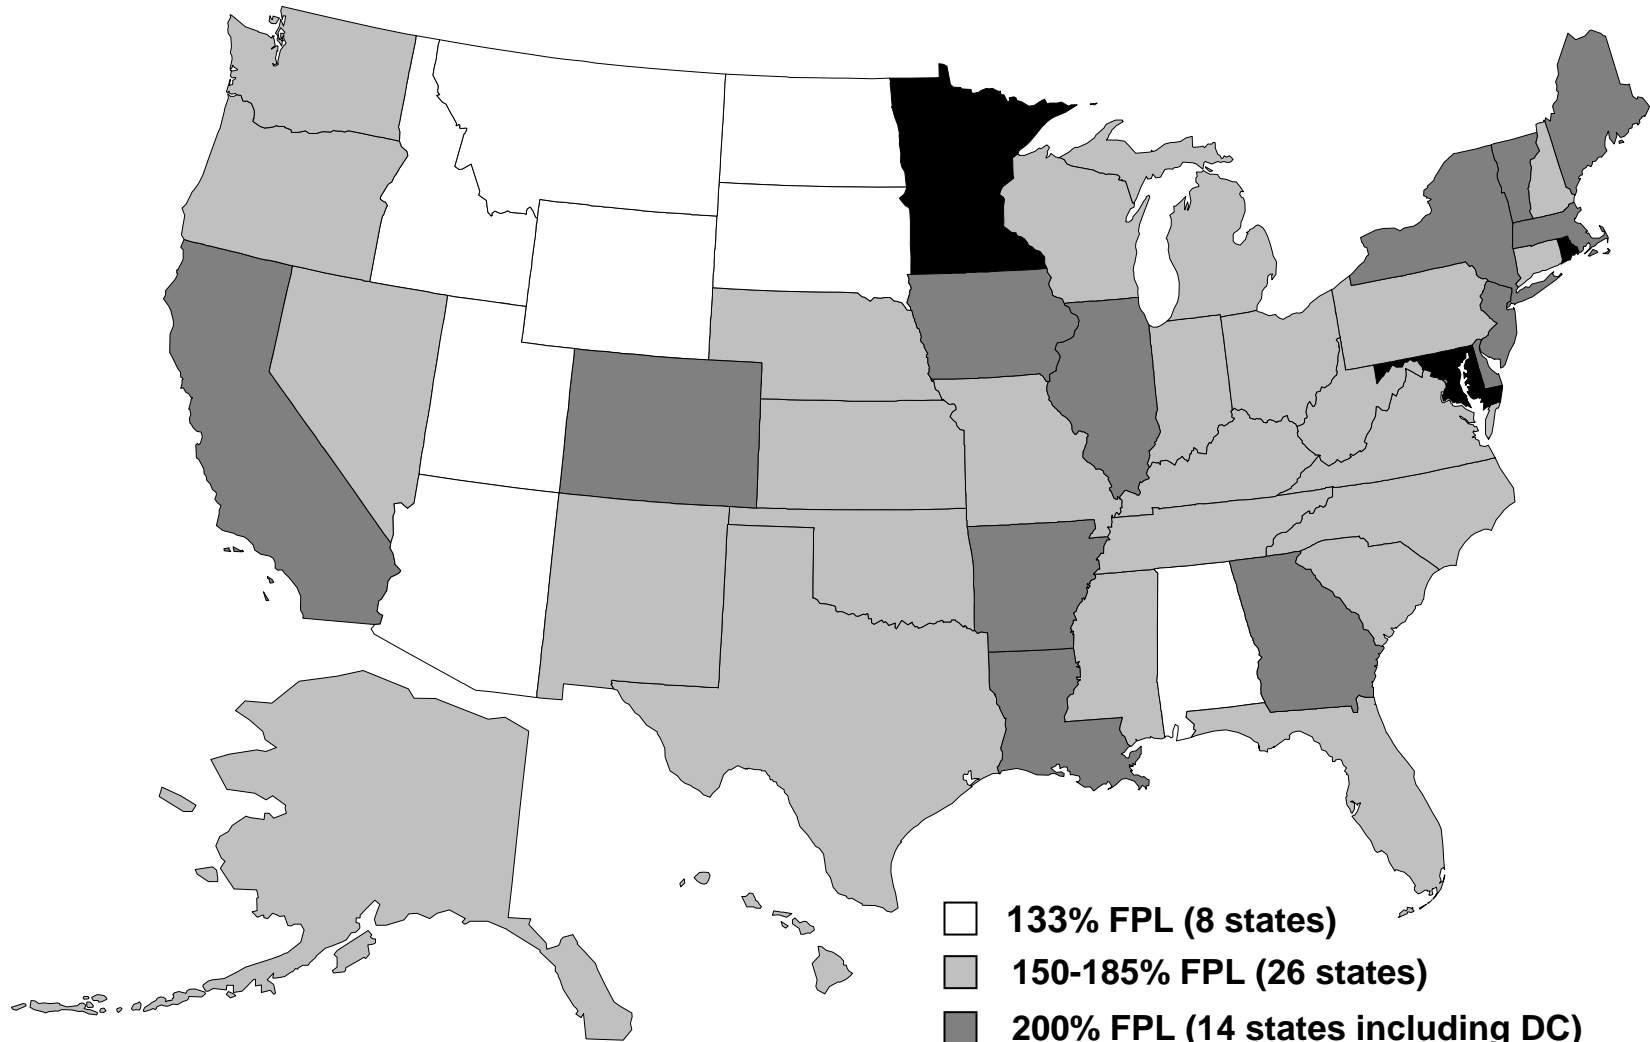 133% FPL (8 states)
150-185% FPL (26 states)
200% FPL (14 states including DC)